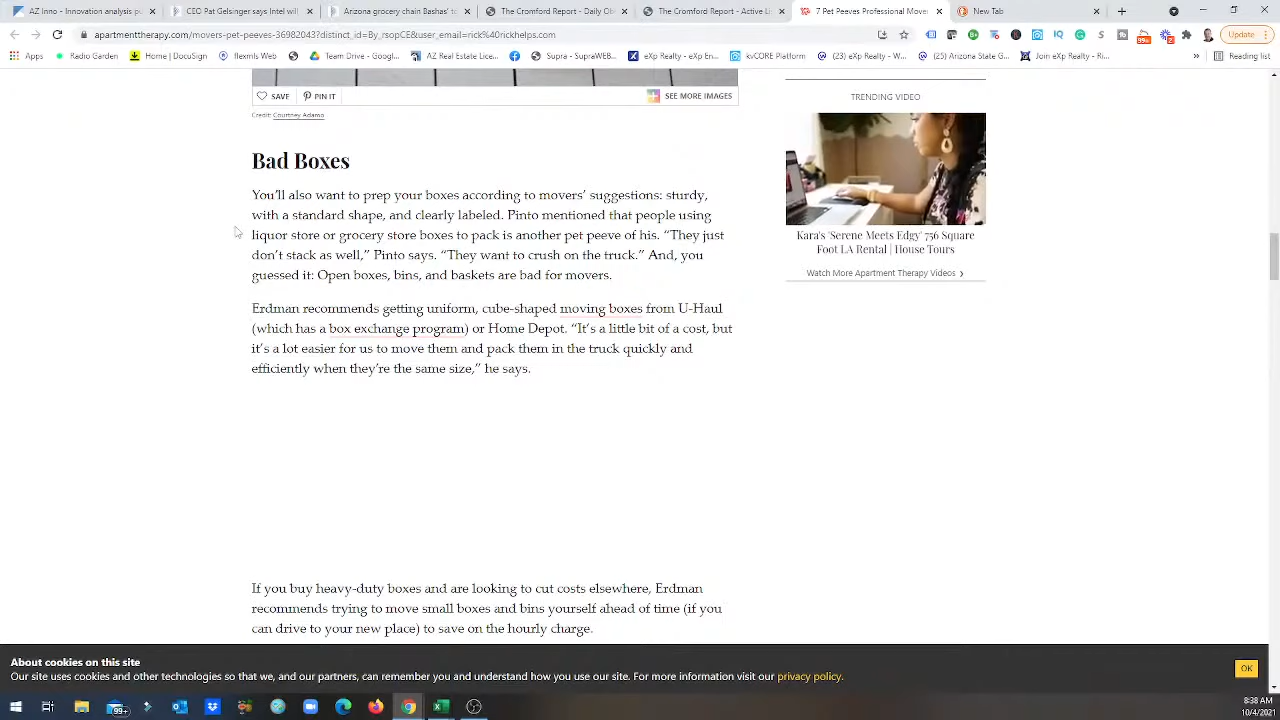 AZ Inno - Innovation analysis p
CEO Pat Gelsinger says Intel will
Arizona grocery chain Bashas' to
The Cromford Report - Daily Ob
The Cromford Report - Active Li
7 Pet Peeves Professional Mover
New Tab
apartmenttherapy.com/movers-pet-peeves-36982043?distinct_id=By_rsopCE&user_email=rick%40rickhelps.com
Update
Apps
Radio Garden
Home | DocuSign
flexmls Web
Team Drive - Googl...
AZ Real Estate Lice...
Supra - SupraWEB...
eXp Realty - eXp En...
kvCORE Platform
(23) eXp Realty - W...
(25) Arizona State G...
Join eXp Realty - Ri...
Reading list
SAVE
PIN IT
SEE MORE IMAGES
Credit: Courtney Adamo
TRENDING VIDEO
Kara's 'Serene Meets Edgy' 756 Square
Foot LA Rental | House Tours
Watch More Apartment Therapy Videos
Bad Boxes
You'll also want to prep your boxes according to movers' suggestions: sturdy,
with a standard shape, and clearly labeled. Pinto mentioned that people using
liquor store or grocery store boxes to pack is another pet peeve of his. “They just
don't stack as well,” Pinto says. “They want to crush on the truck.” And, you
guessed it: Open boxes, bins, and baskets are bad for movers.
Erdman recommends getting uniform, cube-shaped moving boxes from U-Haul
(which has a box exchange program) or Home Depot. “It's a little bit of a cost, but
it's a lot easier for us to move them and pack them in the truck quickly and
efficiently when they're the same size,” he says.
If you buy heavy-duty boxes and are looking to cut costs elsewhere, Erdman
recommends trying to move small boxes and bins yourself ahead of time (if you
can drive to your new place) to save on the hourly charge.
About cookies on this site
Our site uses cookies and other technologies so that we, and our partners, can remember you and understand how you use our site. For more information visit our privacy policy.
OK
8:38 AM
10/4/2021